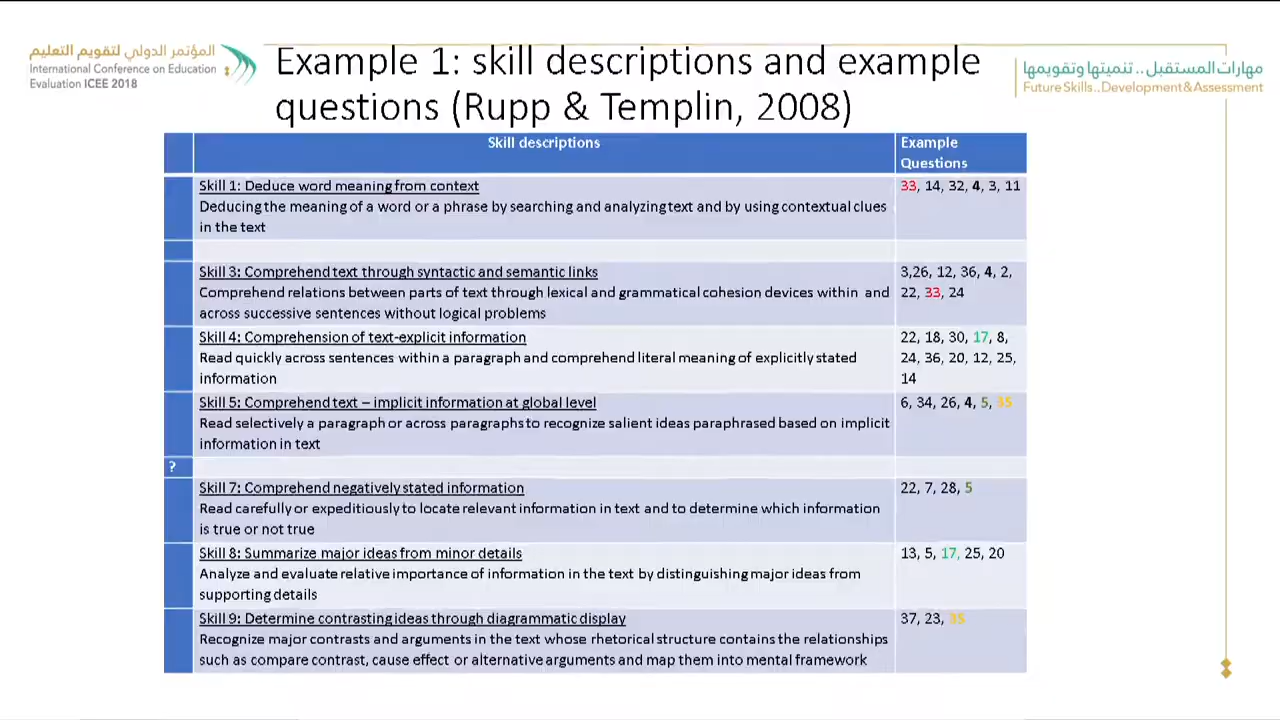 المؤتمر الدولي لتقويم التعليم
International Conference on Education
Evaluation ICEE 2018
Example 1: skill descriptions and example
questions (Rupp & Templin, 2008)
مهارات المستقبل .. تنميتها وتقويمها
Future Skills..Development & Assessment
Skill descriptions
Example
Questions
Skill 1: Deduce word meaning from context
Deducing the meaning of a word or a phrase by searching and analyzing text and by using contextual clues
in the text
33, 14, 32, 4, 3, 11
Skill 3: Comprehend text through syntactic and semantic links
Comprehend relations between parts of text through lexical and grammatical cohesion devices within and
across successive sentences without logical problems
3,26, 12, 36, 4, 2,
22, 33, 24
Skill 4: Comprehension of text-explicit information
Read quickly across sentences within a paragraph and comprehend literal meaning of explicitly stated
information
22, 18, 30, 17, 8,
24, 36, 20, 12, 25,
14
Skill 5: Comprehend text – implicit information at global level
Read selectively a paragraph or across paragraphs to recognize salient ideas paraphrased based on implicit
information in text
6, 34, 26, 4, 5, 35
?
Skill 7: Comprehend negatively stated information
Read carefully or expeditiously to locate relevant information in text and to determine which information
is true or not true
22, 7, 28, 5
Skill 8: Summarize major ideas from minor details
Analyze and evaluate relative importance of information in the text by distinguishing major ideas from
supporting details
13, 5, 17, 25, 20
Skill 9: Determine contrasting ideas through diagrammatic display
Recognize major contrasts and arguments in the text whose rhetorical structure contains the relationships
such as compare contrast, cause effect or alternative arguments and map them into mental framework
37, 23, 35